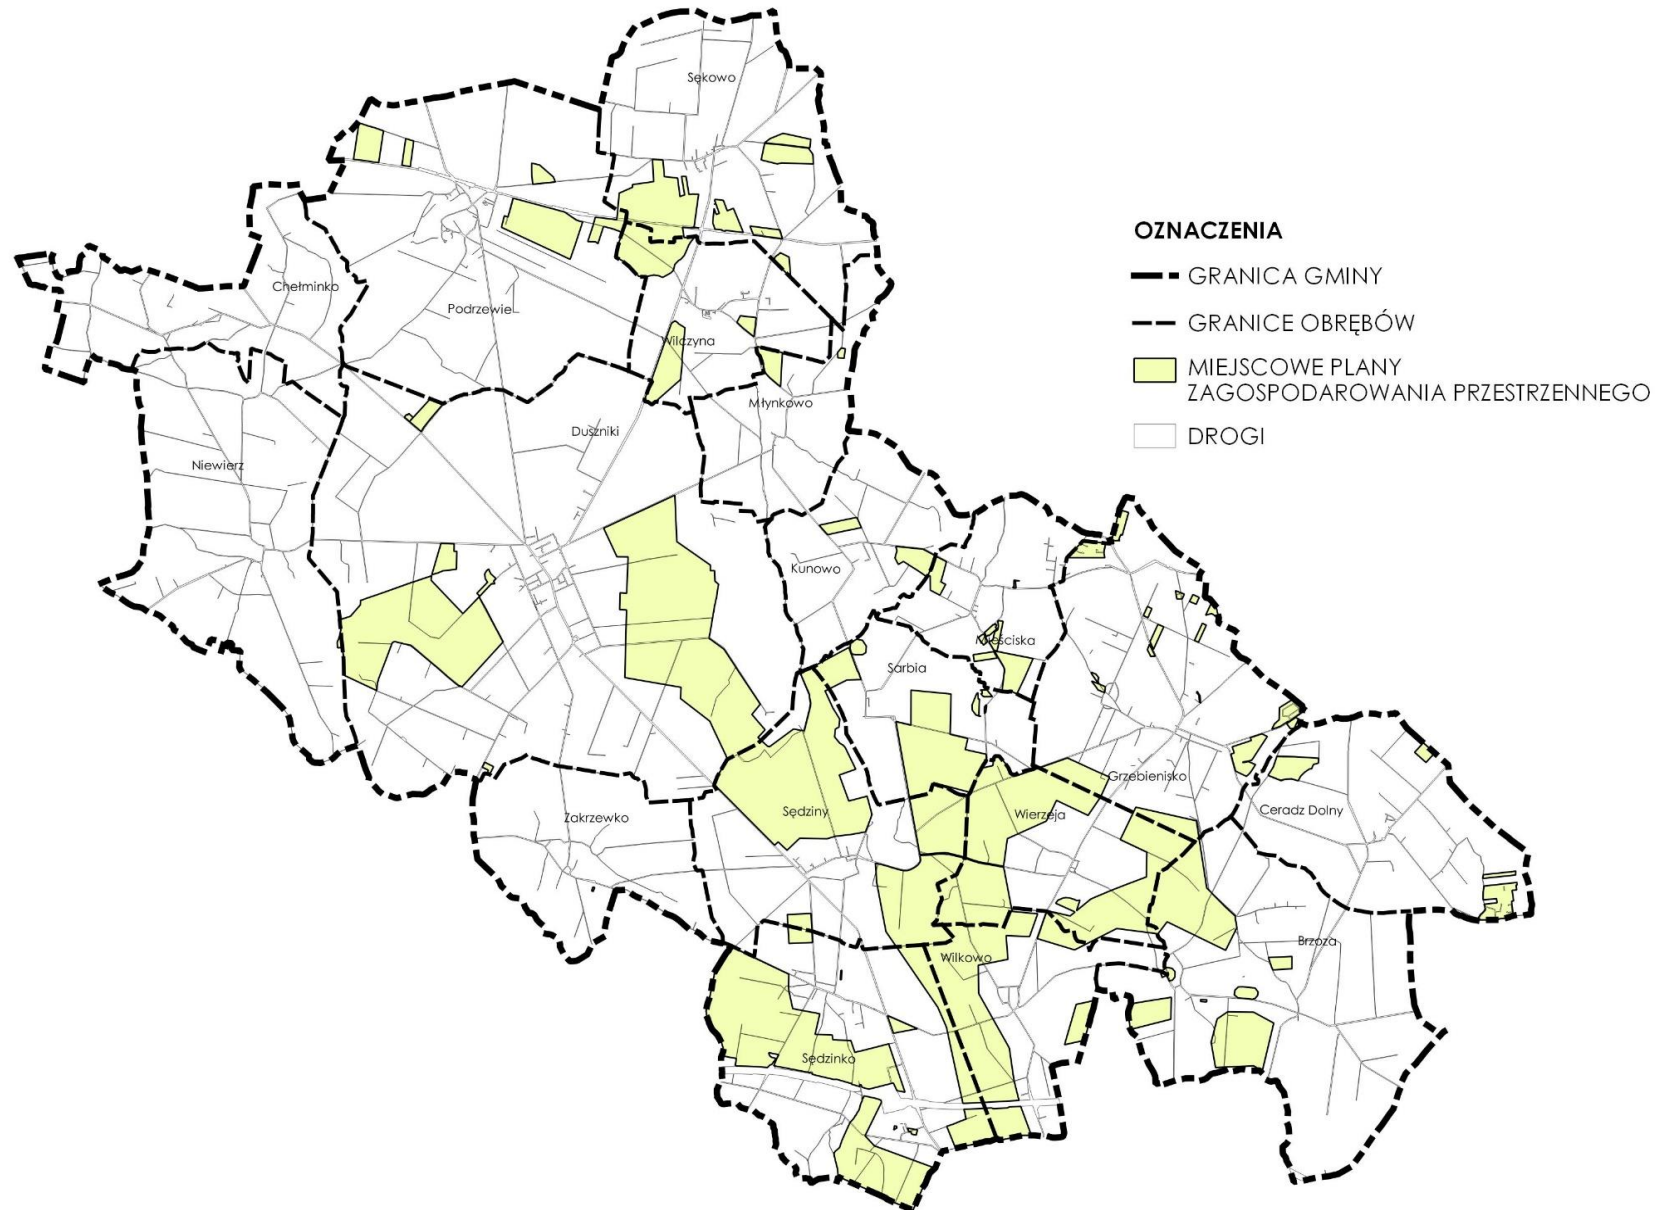 Sękowo
OZNACZENIA
GRANICA GMINY
Chełminko
Podrzewie
GRANICE OBRĘBÓW
Wilczyna
MIEJSCOWE PLANY
ZAGOSPODAROWANIA PRZESTRZENNEGO
Młynkowo
Duszniki
DROGI
Niewierz
Kunowo
Mieściska
Sarbia
Grzebienisko
Sędziny
Wierzeja
Ceradz Dolny
Zakrzewko
Brzoza
Wilkowo
Sędzinko